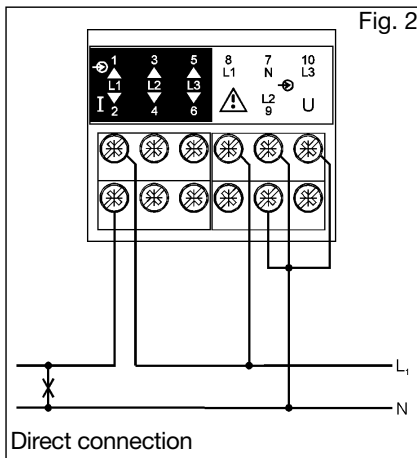 Fig. 2
1 3 5 8 7 10
L1 N L3
L1 L2 L3
I L2 U
2 4 6 9
L1
N
Direct connection